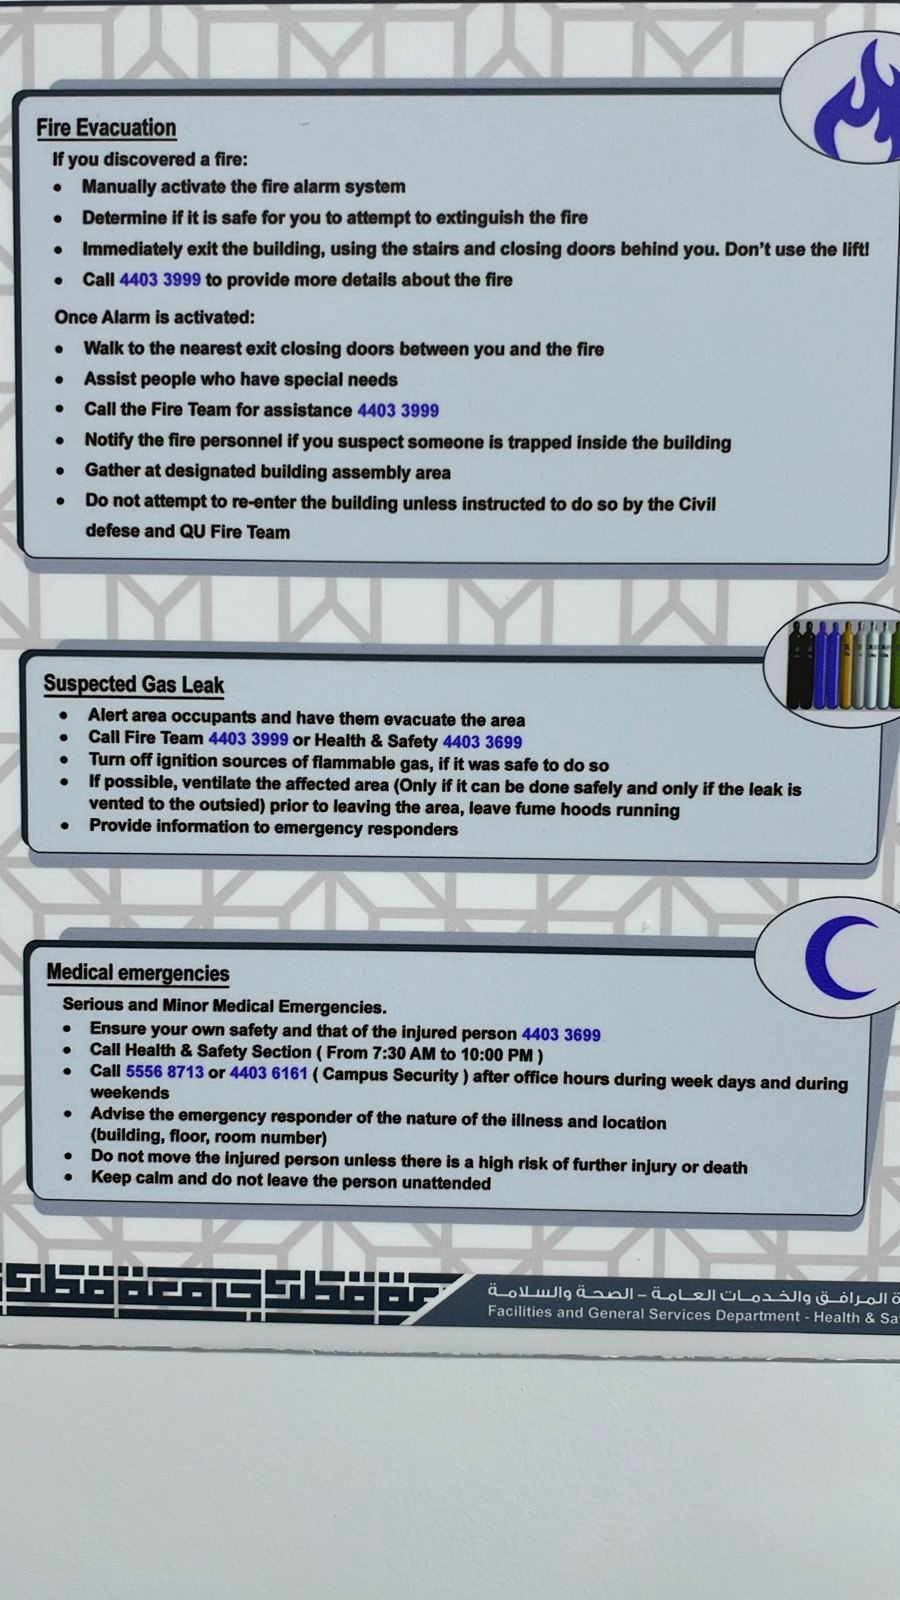 Fire Evacuation
If you discovered a fire:
• Manually activate the fire alarm system
• Determine if it is safe for you to attempt to extinguish the fire
• Immediately exit the building, using the stairs and closing doors behind you. Don't use the lift!
• Call 4403 3999 to provide more details about the fire
Once Alarm is activated:
• Walk to the nearest exit closing doors between you and the fire
• Assist people who have special needs
• Call the Fire Team for assistance 4403 3999
• Notify the fire personnel if you suspect someone is trapped inside the building
• Gather at designated building assembly area
• Do not attempt to re-enter the building unless instructed to do so by the Civil
defese and QU Fire Team
Suspected Gas Leak
• Alert area occupants and have them evacuate the area
• Call Fire Team 4403 3999 or Health & Safety 4403 3699
• Turn off ignition sources of flammable gas, if it was safe to do so
• If possible, ventilate the affected area (Only if it can be done safely and only if the leak is
vented to the outsied) prior to leaving the area, leave fume hoods running
• Provide information to emergency responders
Medical emergencies
Serious and Minor Medical Emergencies.
• Ensure your own safety and that of the injured person 4403 3699
• Call Health & Safety Section ( From 7:30 AM to 10:00 PM )
• Call 5556 8713 or 4403 6161 ( Campus Security ) after office hours during week days and during
weekends
• Advise the emergency responder of the nature of the illness and location
(building, floor, room number)
• Do not move the injured person unless there is a high risk of further injury or death
• Keep calm and do not leave the person unattended
المرافق والخدمات العامة – الصحة والسلامة
Facilities and General Services Department - Health & Sa